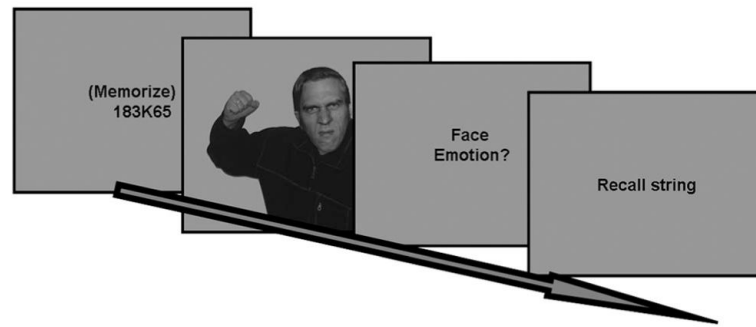 (Memorize)
183K65
Face
Emotion?
Recall string